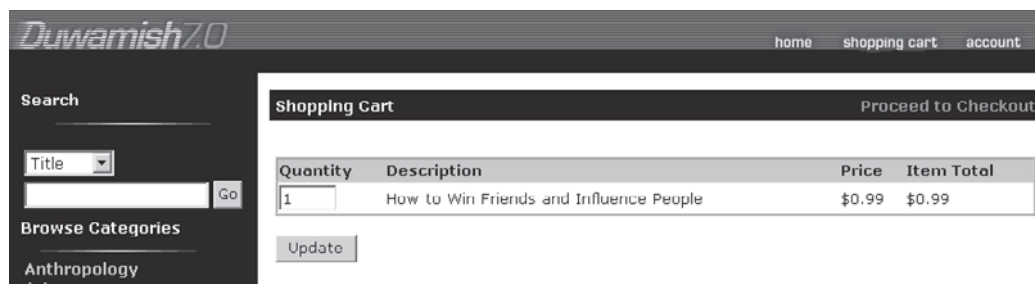 Duwamish7.0
home shopping cart account
Search
Shopping Cart Proceed to Checkout
Title
Go
Quantity Description Price Item Total
1 How to Win Friends and Influence People $0.99 $0.99
Browse Categories
Update
Anthropology